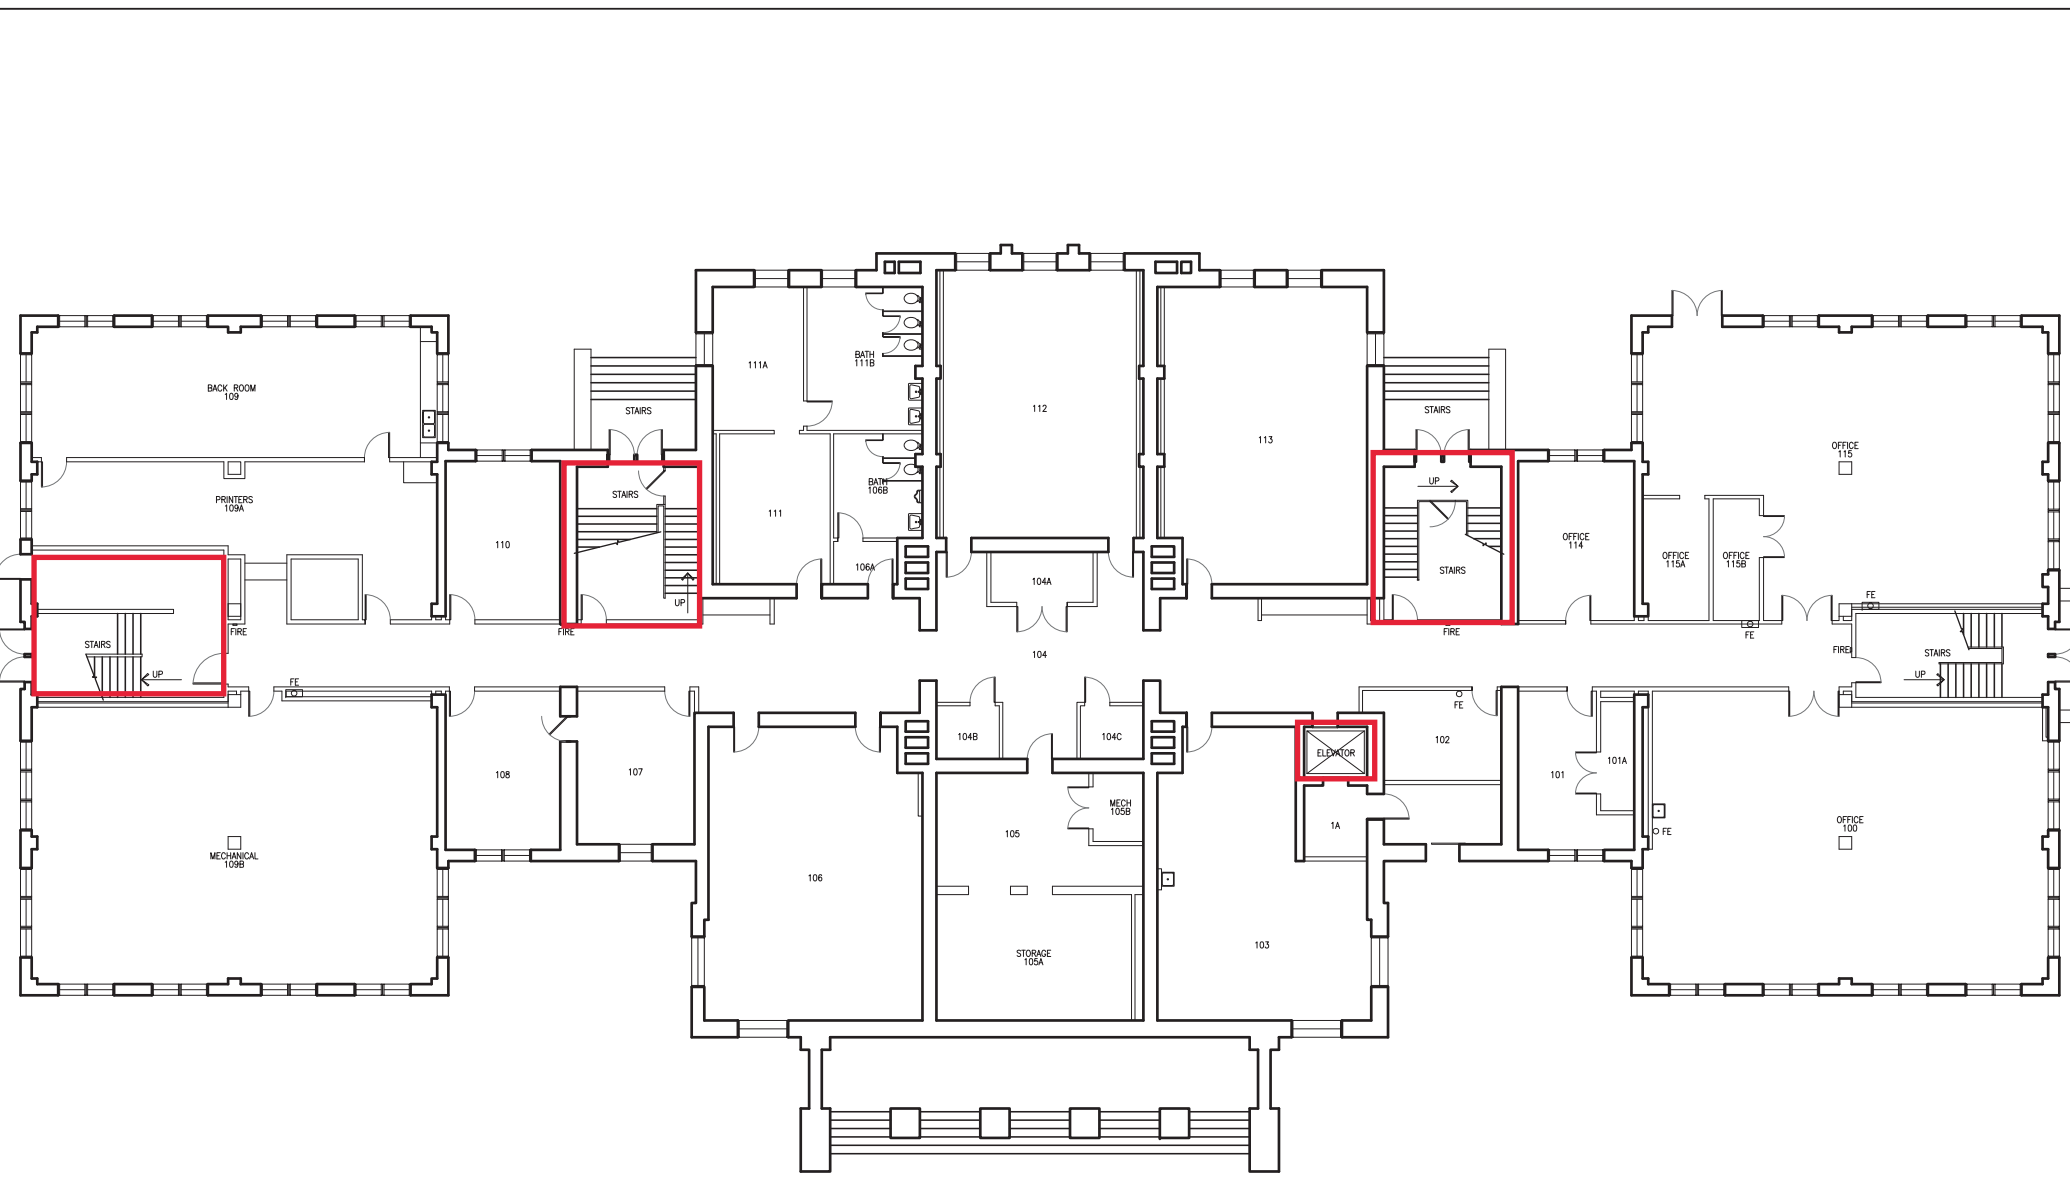 BACK ROOM
109
PRINTERS
109A
110
STAIRS
STAIRS
UP
FIRE
FIRE
STAIRS
UP
FE
MECHANICAL
109B
108
107
111A
BATH
111B
111
BATH
106B
106A
112
104A
104
104B
104C
106
105
MECH
105B
STORAGE
105A
113
103
ELEVATOR
1A
102
FE
STAIRS
UP
STAIRS
FIRE
OFFICE
114
101
101A
OFFICE
115
OFFICE
115A
OFFICE
115B
FE
FE
FIRE
STAIRS
UP
OFFICE
100
FE